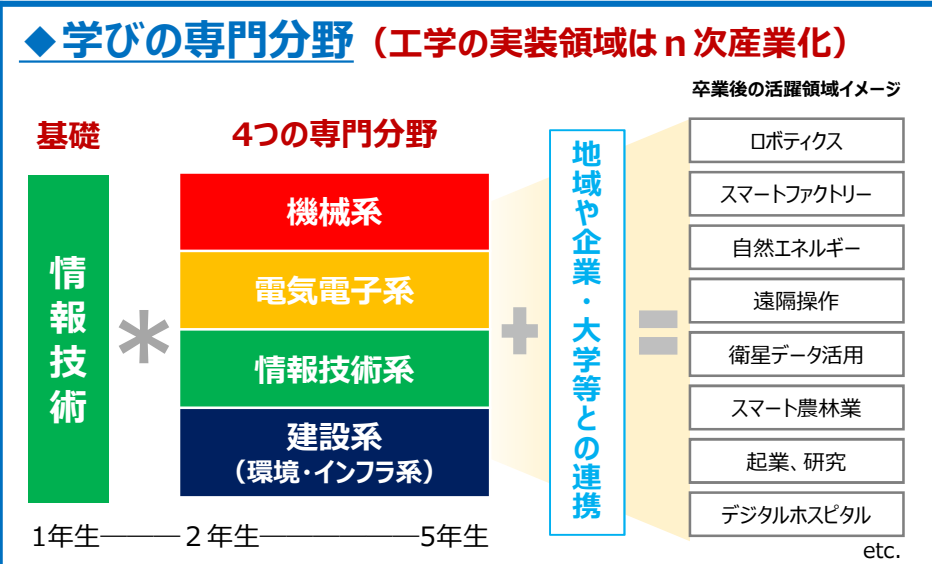 ◆学びの専門分野（工学の実装領域はｎ次産業化）
卒業後の活躍領域イメージ
基礎
4つの専門分野
情報技術
*
機械系
電気電子系
情報技術系
建設系
（環境・インフラ系）
+
地域や企業・大学等との連携
=
ロボティクス
スマートファクトリー
自然エネルギー
遠隔操作
衛星データ活用
スマート農林業
起業、研究
デジタルホスピタル
etc.
1年生―――２年生――――――5年生